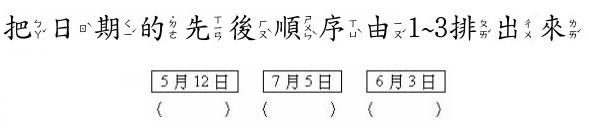 把日期的先後順序由1~3排出來
5月12日 7月5日 6月3日
（ ）（ ）（ ）